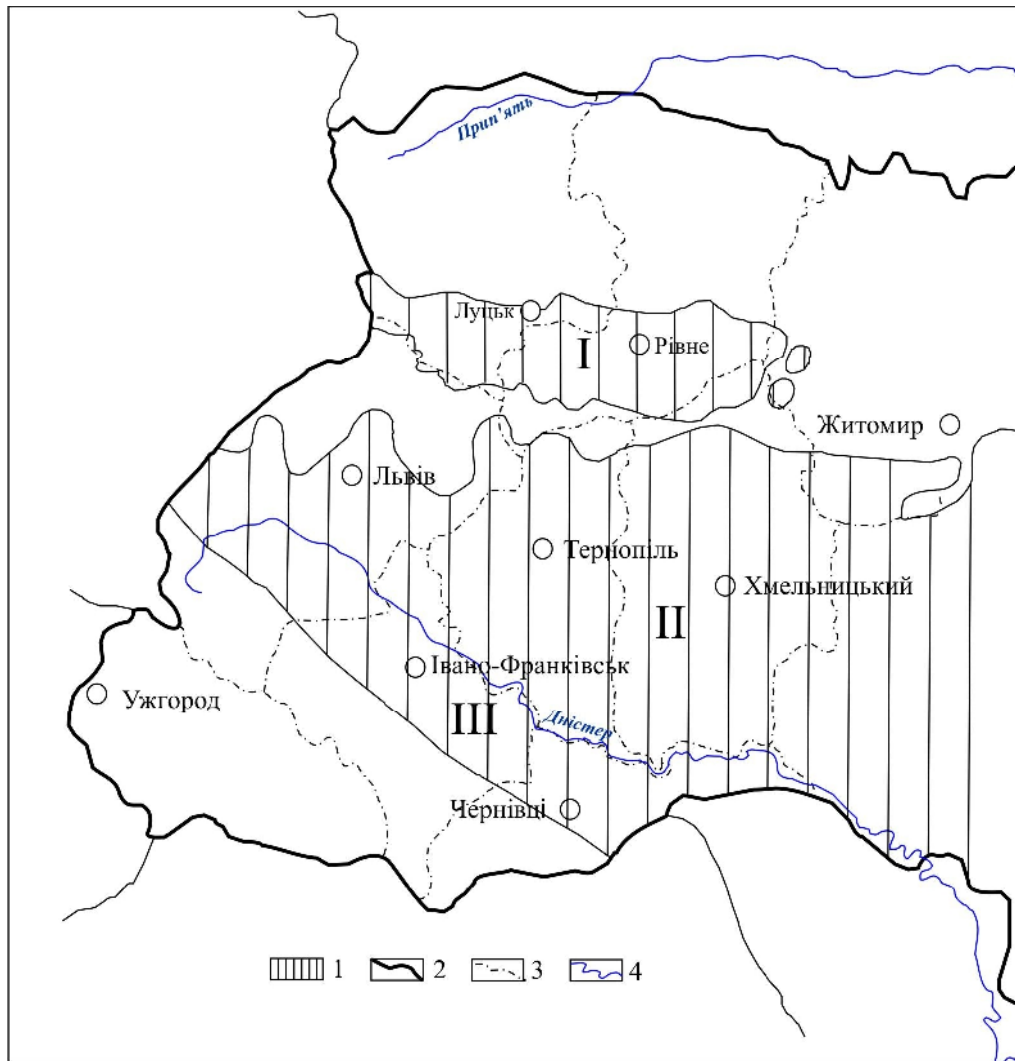 Прип'ять
Луцьк
I
Рівне
Житомир
Львів
Тернопіль
Хмельницький
II
Івано-Франківськ
Ужгород
III
Дністер
Чернівці
1
2
3
4